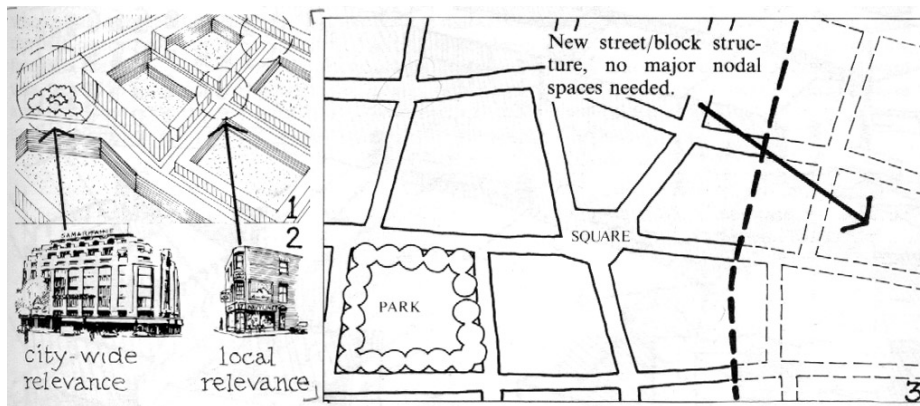 1
2
SAMARITAINE
city-wide
relevance
local
relevance
New street/block struc-
ture, no major nodal
spaces needed.
SQUARE
PARK
3